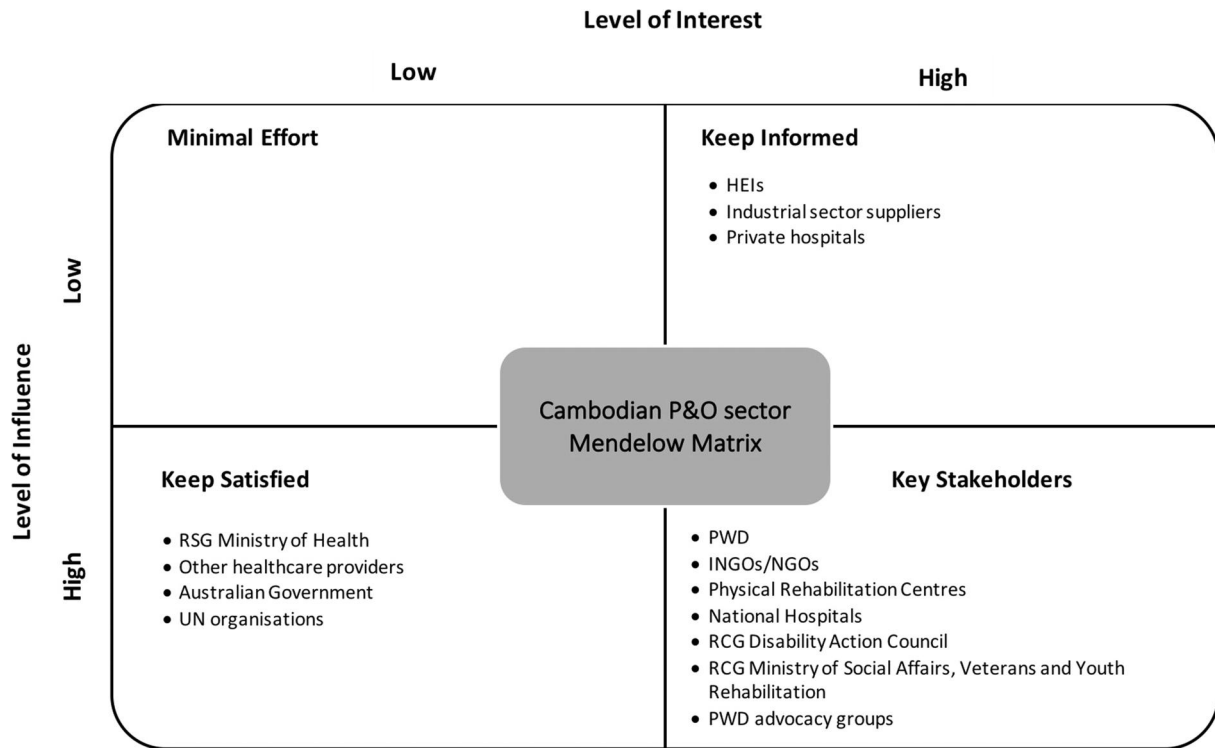 Level of Interest
Low
High
Level of Influence
Low
High
Minimal Effort
Keep Informed
• HEIs
• Industrial sector suppliers
• Private hospitals
Cambodian P&O sector
Mendelow Matrix
Keep Satisfied
• RSG Ministry of Health
• Other healthcare providers
• Australian Government
• UN organisations
Key Stakeholders
• PWD
• INGOs/NGOs
• Physical Rehabilitation Centres
• National Hospitals
• RCG Disability Action Council
• RCG Ministry of Social Affairs, Veterans and Youth
Rehabilitation
• PWD advocacy groups